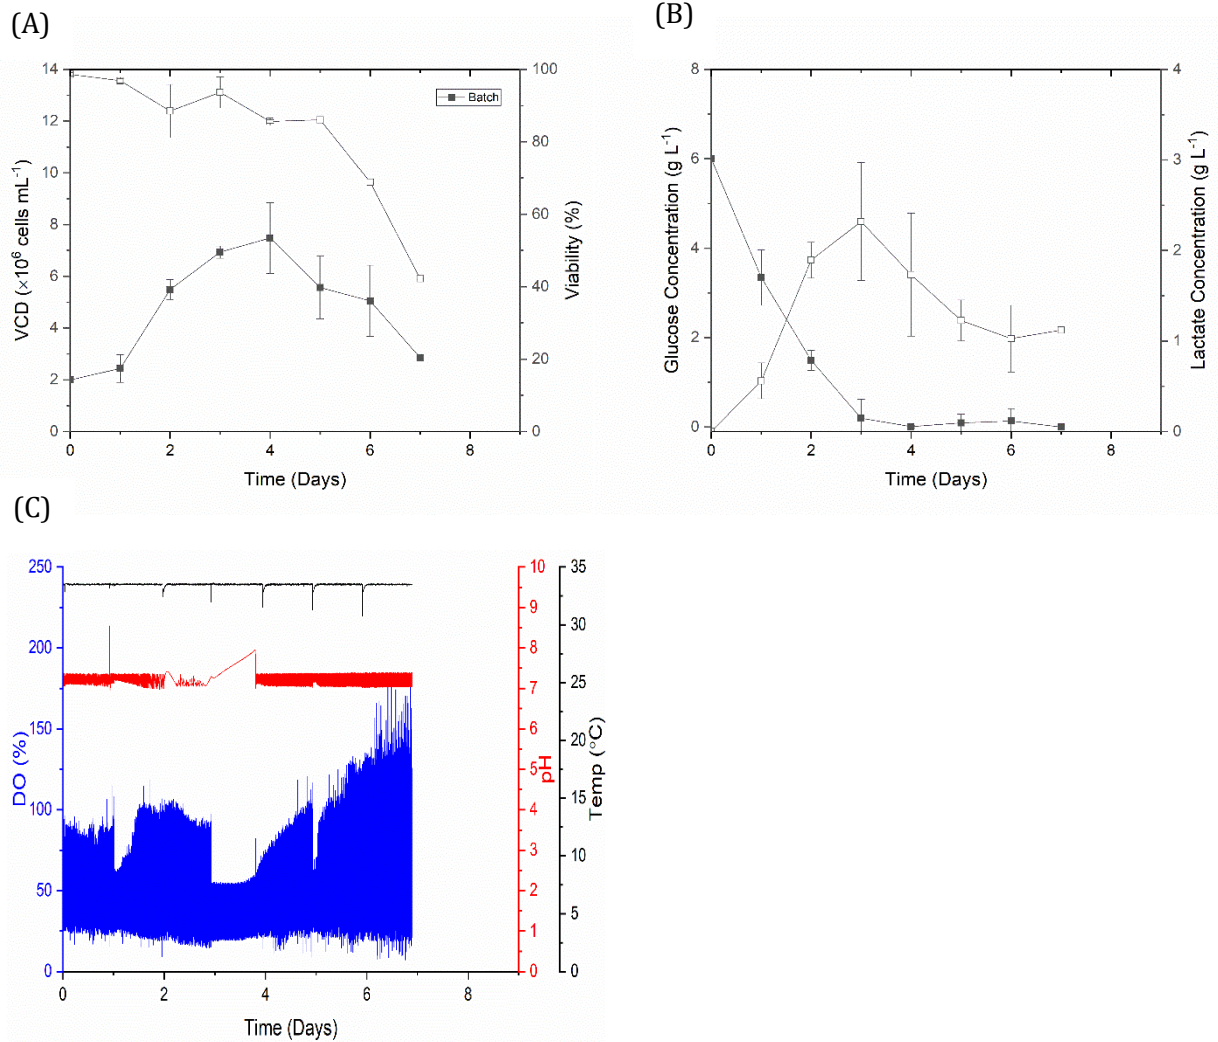 (A)
(B)
14
12
10
8
6
4
2
0
100
80
60
40
20
0
Batch
VCD (×10⁶ cells mL⁻¹)
Viability (%)
0 2 4 6 8
Time (Days)
8
6
4
2
0
4
3
2
1
0
Glucose Concentration (g L⁻¹)
Lactate Concentration (g L⁻¹)
0 2 4 6 8
Time (Days)
(C)
250
200
150
100
50
0
10
9
8
7
6
5
4
3
2
1
0
35
30
25
20
15
10
5
0
DO (%)
pH
Temp (°C)
0 2 4 6 8
Time (Days)